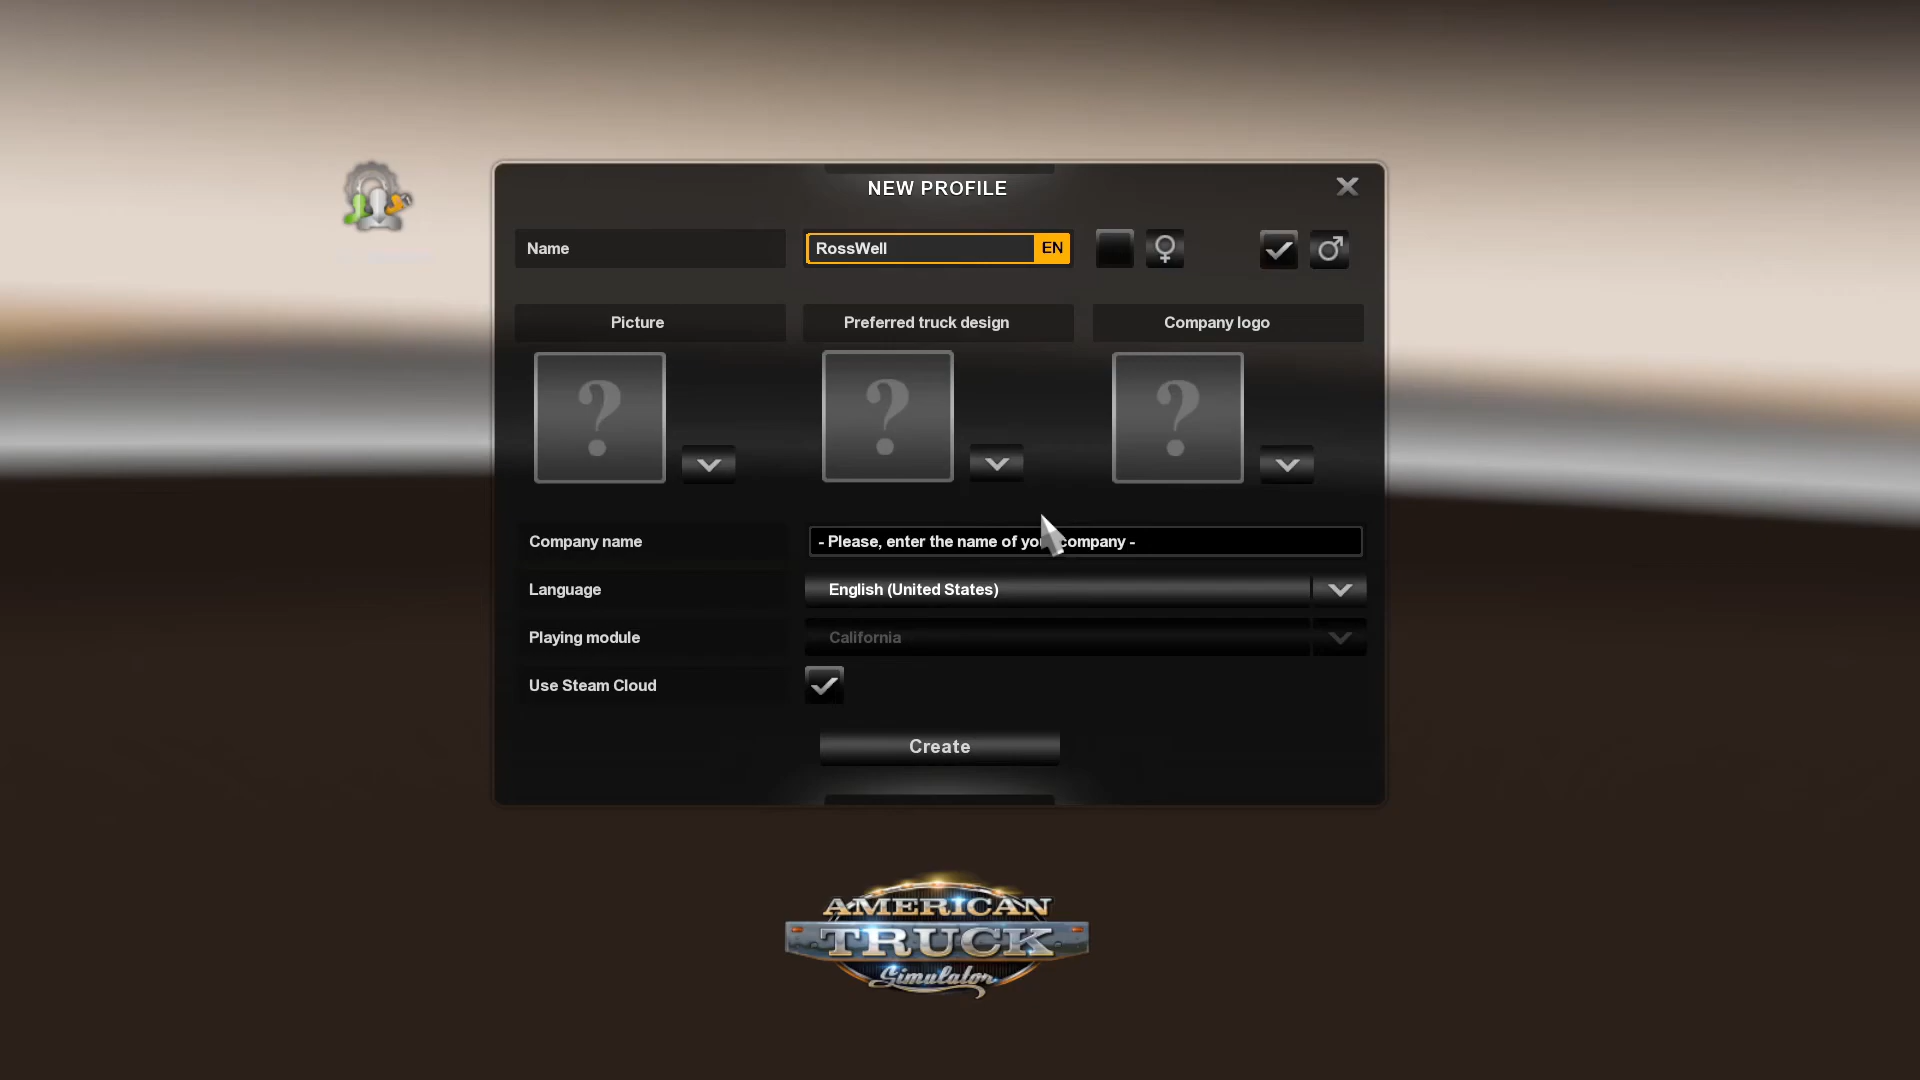 NEW PROFILE
Name
RossWell EN
Picture
Preferred truck design
Company logo
?
?
?
Company name
- Please, enter the name of you company -
Language
English (United States)
Playing module
California
Use Steam Cloud
Create
AMERICAN
TRUCK
Simulator